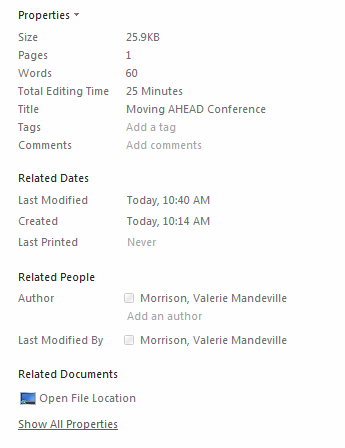 Properties
Size 25.9KB
Pages 1
Words 60
Total Editing Time 25 Minutes
Title Moving AHEAD Conference
Tags Add a tag
Comments Add comments
Related Dates
Last Modified Today, 10:40 AM
Created Today, 10:14 AM
Last Printed Never
Related People
Author Morrison, Valerie Mandeville
Add an author
Last Modified By Morrison, Valerie Mandeville
Related Documents
Open File Location
Show All Properties